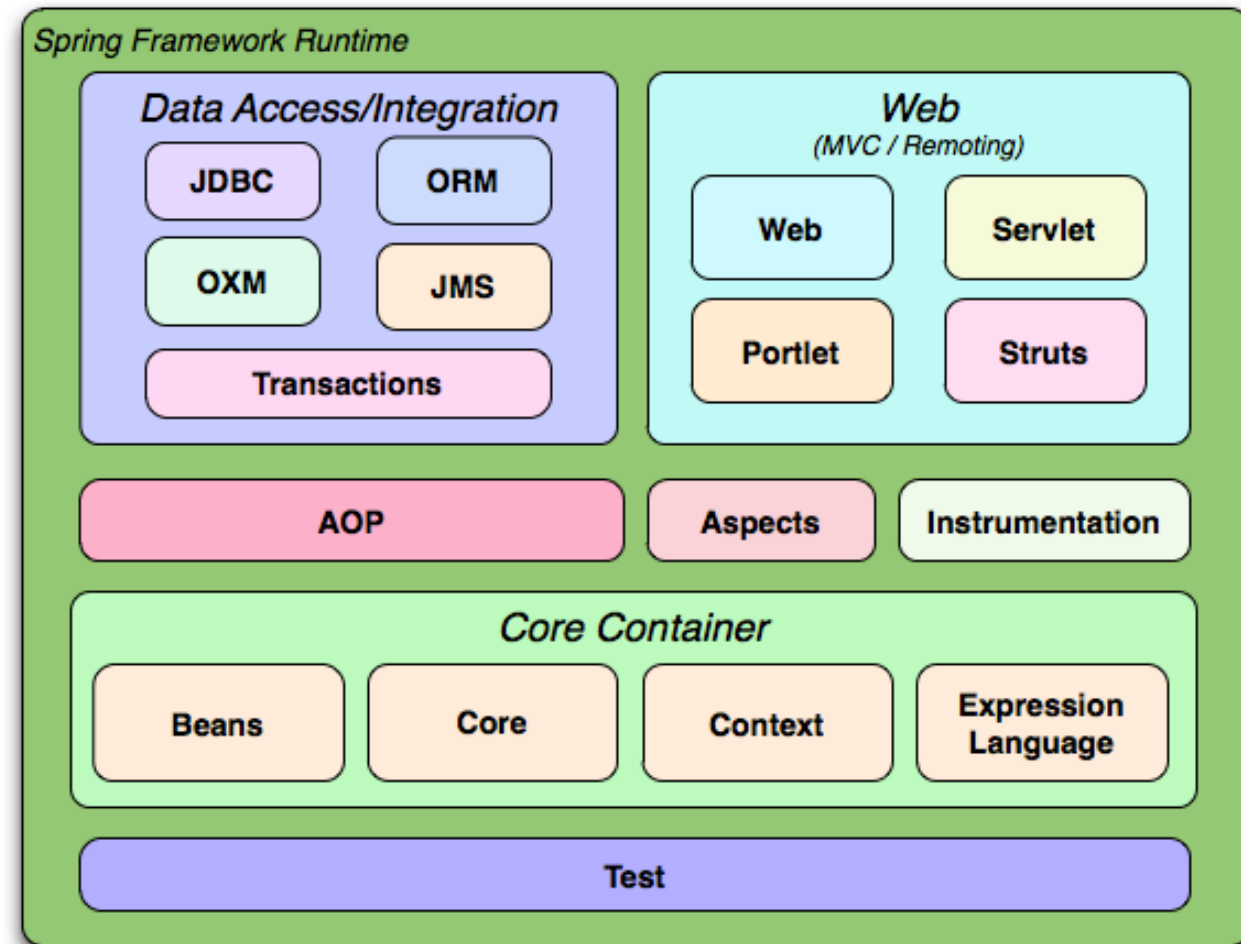 Spring Framework Runtime
Data Access/Integration
JDBC
ORM
OXM
JMS
Transactions
Web
(MVC / Remoting)
Web
Servlet
Portlet
Struts
AOP
Aspects
Instrumentation
Core Container
Beans
Core
Context
Expression
Language
Test